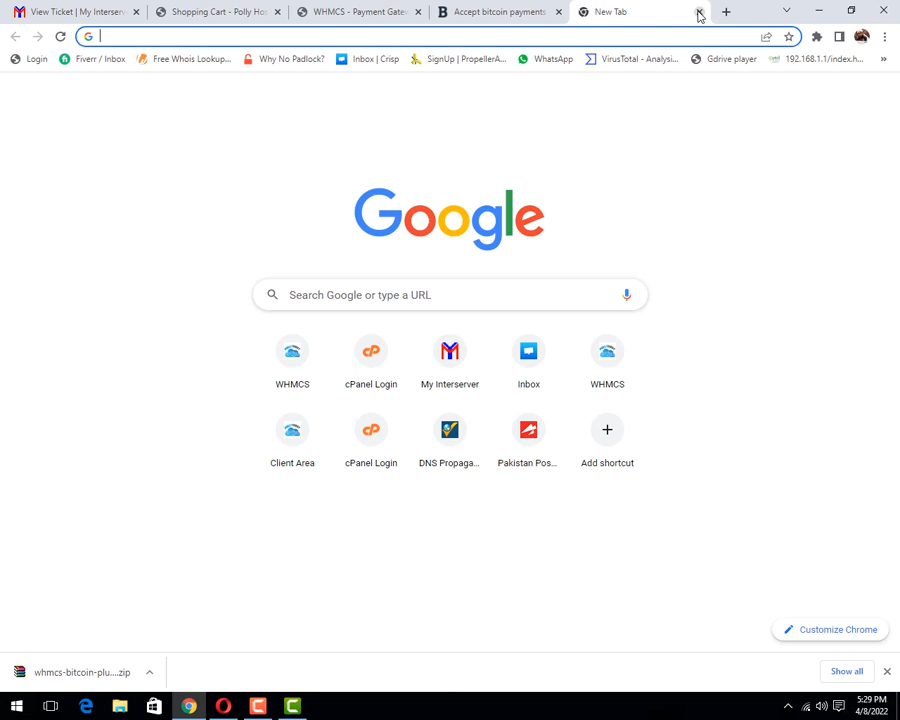 View Ticket | My Interserv
Shopping Cart - Polly Hos
WHMCS - Payment Gatew
Accept bitcoin payments
New Tab
Login
Fiverr / Inbox
Free Whois Lookup...
Why No Padlock?
Inbox | Crisp
SignUp | PropellerA...
WhatsApp
VirusTotal - Analysi...
Gdrive player
192.168.1.1/index.h...
»
Google
Search Google or type a URL
WHMCS
cPanel Login
My Interserver
Inbox
WHMCS
Client Area
cPanel Login
DNS Propaga...
Pakistan Pos...
Add shortcut
Customize Chrome
whmcs-bitcoin-plu....zip
Show all
5:29 PM
4/8/2022